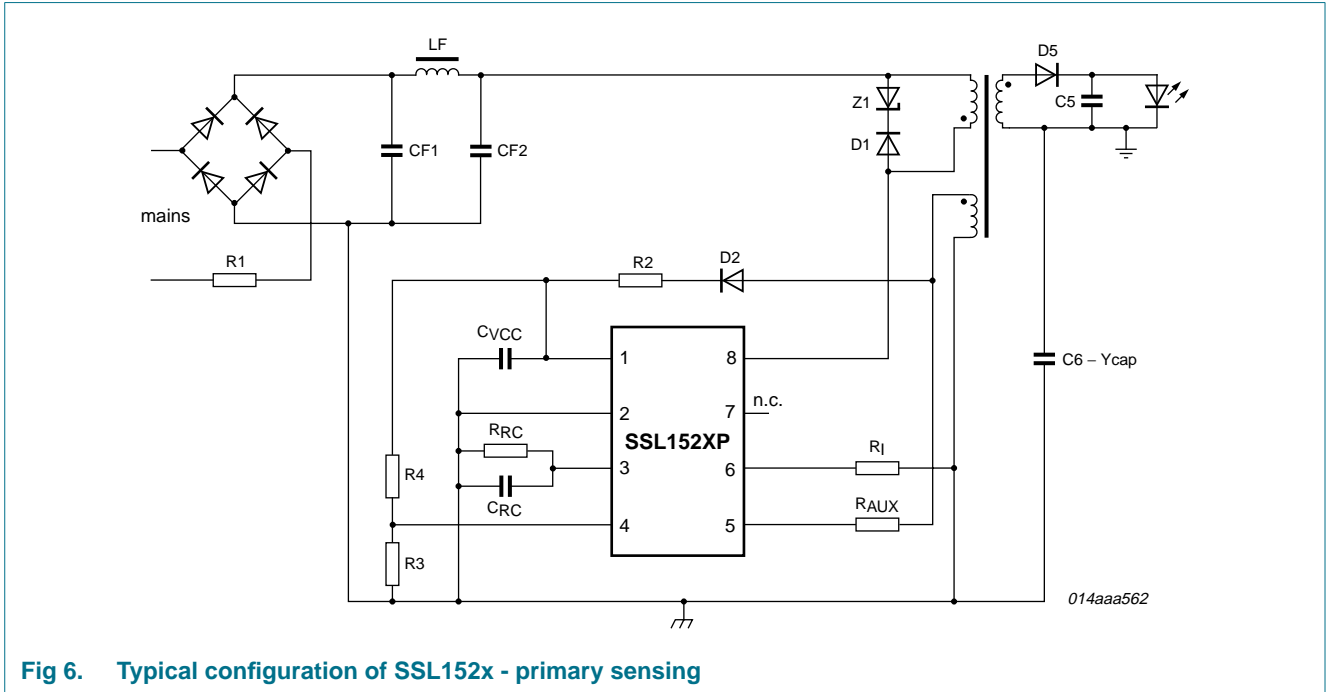 LF
D5
Z1
C5
D1
CF1
CF2
mains
R1
R2
D2
CVCC
1
8
C6 – Ycap
2
7
n.c.
SSL152XP
RRC
RI
R4
3
6
CRC
RAUX
4
5
R3
014aaa562
Fig 6. Typical configuration of SSL152x - primary sensing